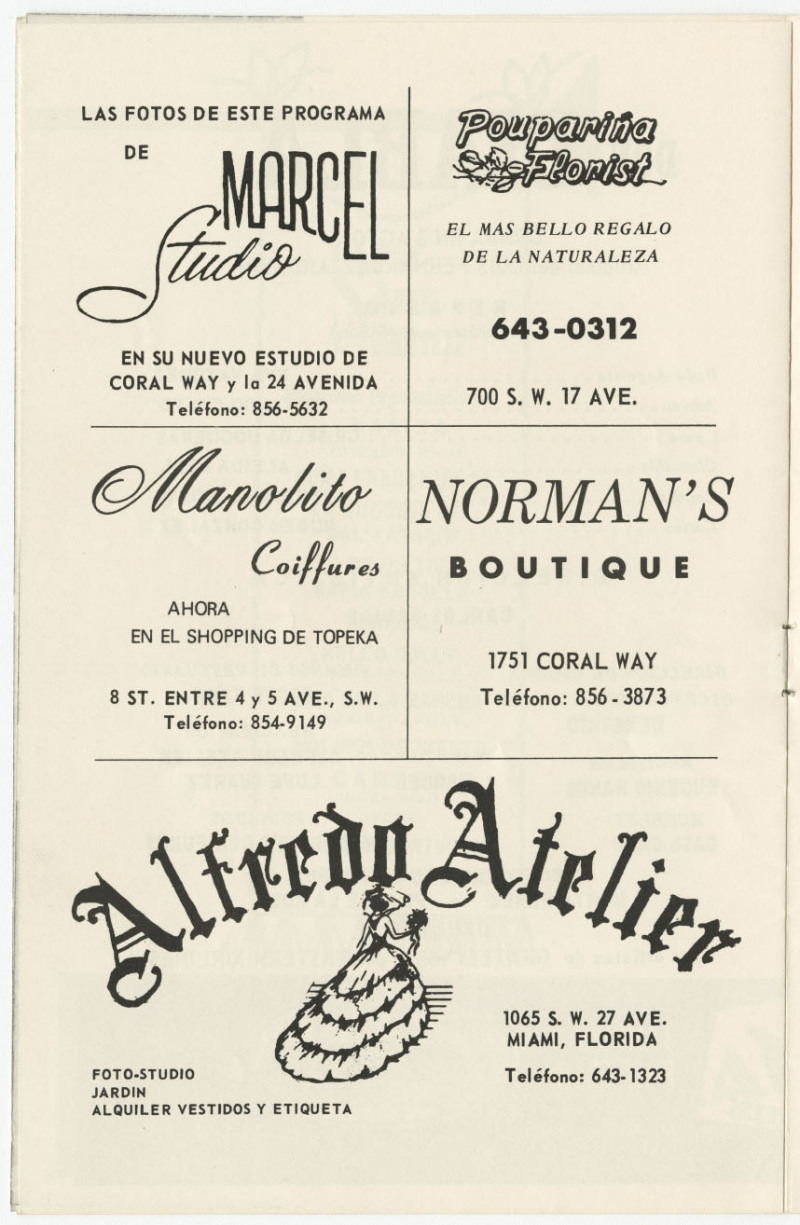 LAS FOTOS DE ESTE PROGRAMA
DE
MARCEL
Studio
EN SU NUEVO ESTUDIO DE
CORAL WAY y la 24 AVENIDA
Teléfono: 856-5632
Poupariña
Florist
EL MAS BELLO REGALO
DE LA NATURALEZA
643-0312
700 S. W. 17 AVE.
Manolito
Coiffures
AHORA
EN EL SHOPPING DE TOPEKA
8 ST. ENTRE 4 y 5 AVE., S.W.
Teléfono: 854-9149
NORMAN'S
BOUTIQUE
1751 CORAL WAY
Teléfono: 856-3873
Alfredo Atelier
1065 S. W. 27 AVE.
MIAMI, FLORIDA
Teléfono: 643-1323
FOTO-STUDIO
JARDIN
ALQUILER VESTIDOS Y ETIQUETA